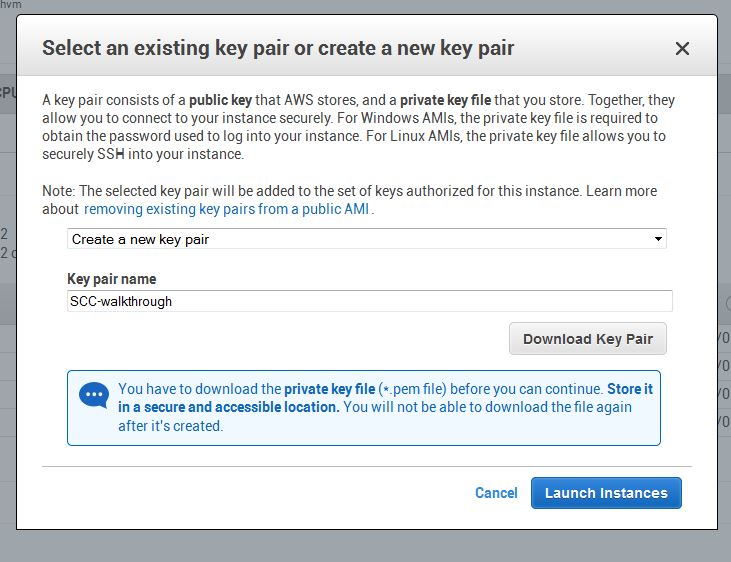 hvm
Select an existing key pair or create a new key pair
CPU
A key pair consists of a public key that AWS stores, and a private key file that you store. Together, they
allow you to connect to your instance securely. For Windows AMIs, the private key file is required to
obtain the password used to log into your instance. For Linux AMIs, the private key file allows you to
securely SSH into your instance.
Note: The selected key pair will be added to the set of keys authorized for this instance. Learn more
about removing existing key pairs from a public AMI.
Create a new key pair
Key pair name
SCC-walkthrough
Download Key Pair
You have to download the private key file (*.pem file) before you can continue. Store it
in a secure and accessible location. You will not be able to download the file again
after it's created.
Cancel
Launch Instances